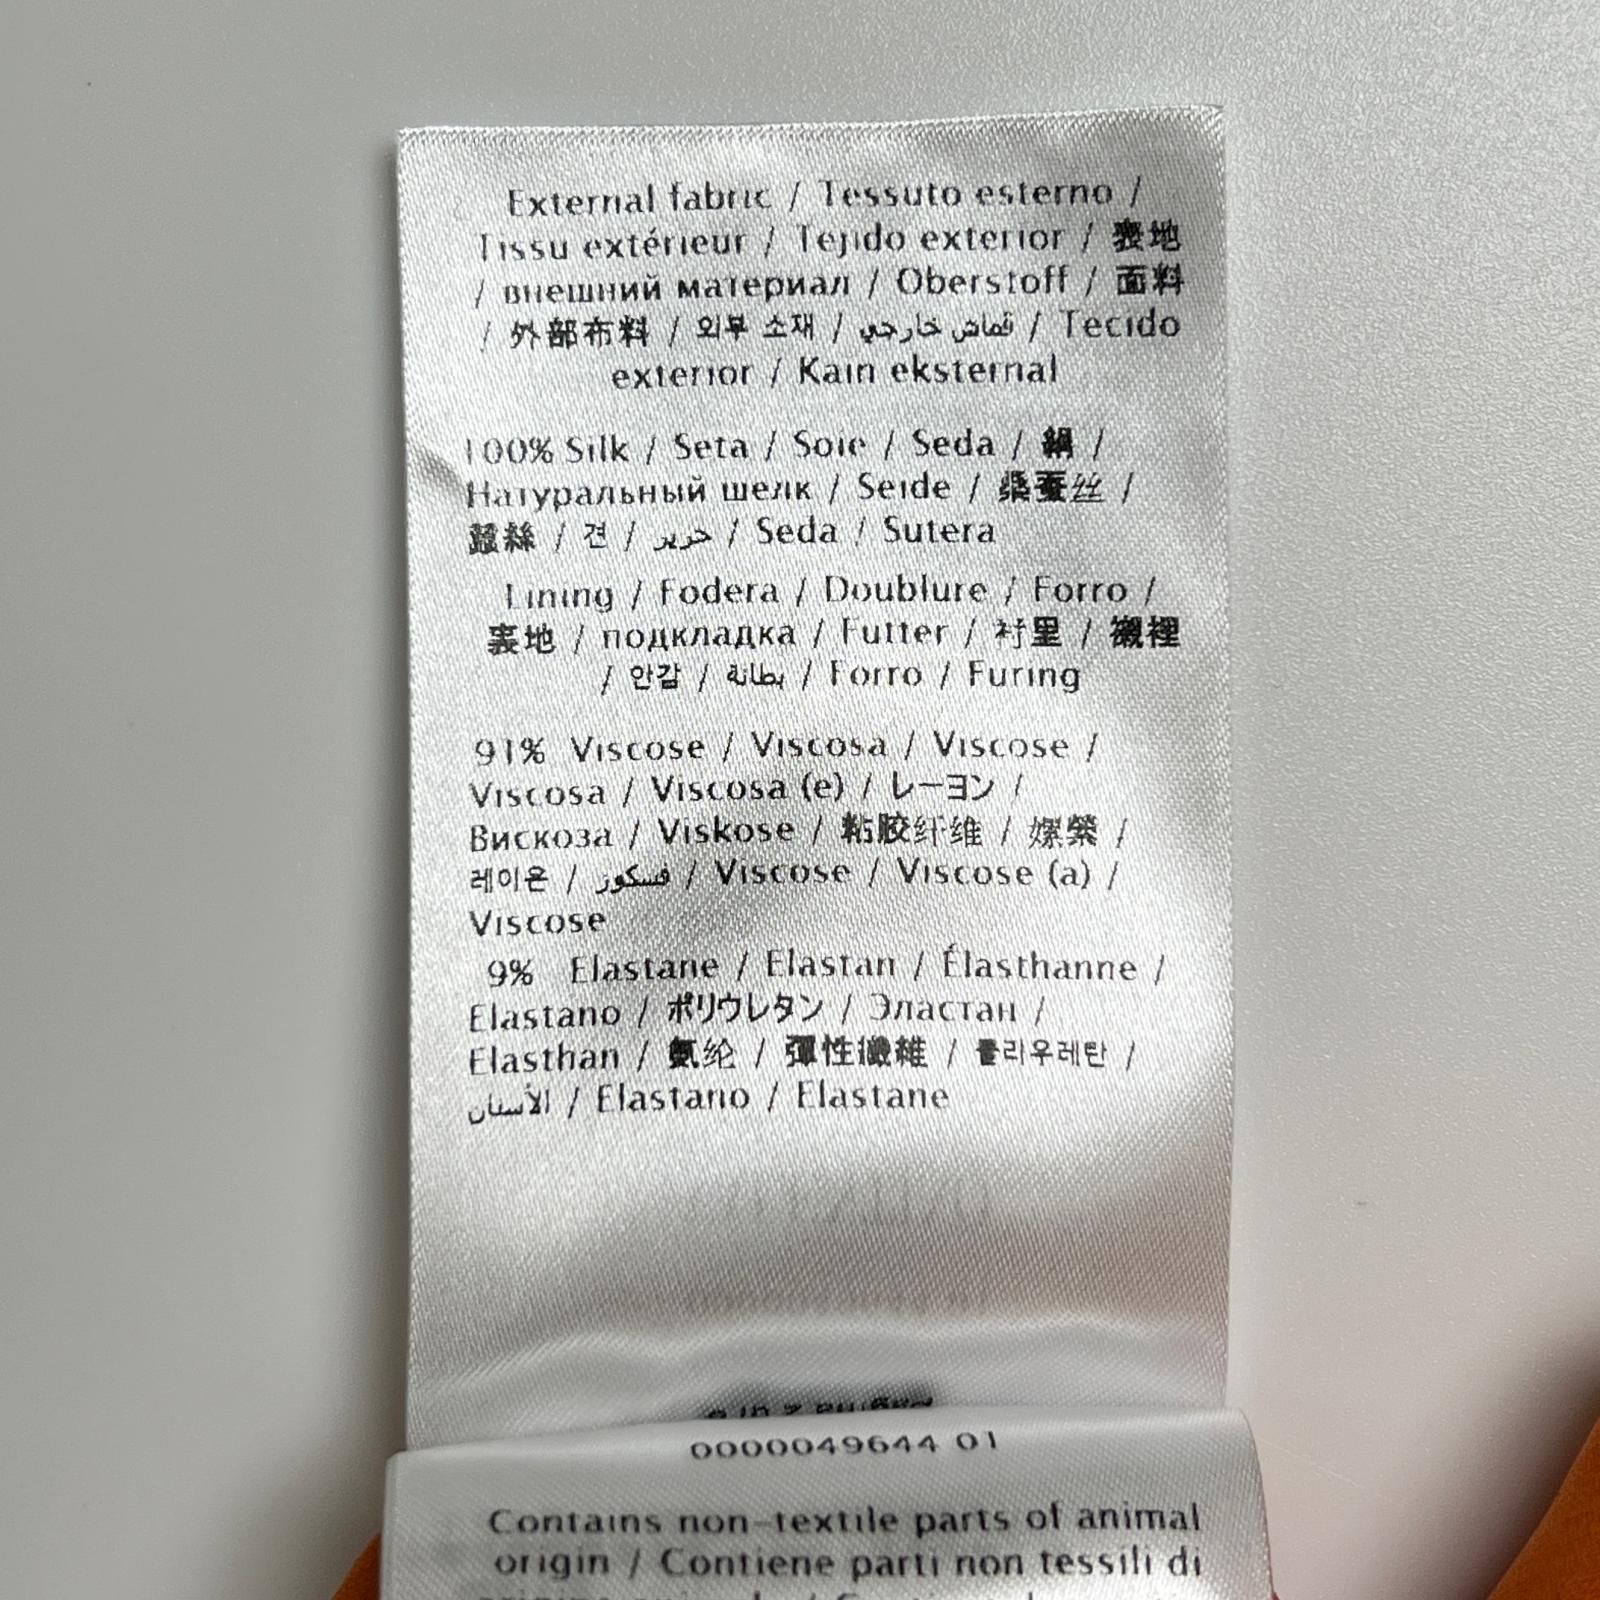 External fabric / Tessuto esterno /
Tissu extérieur / Tejido exterior / 表地
/ внешний материал / Oberstoff / 面料
/ 外部布料 / 외부 소재 / قماش خارجي / Tecido
exterior / Kain eksternal
100% Silk / Seta / Soie / Seda / 絹 /
Натуральный шелк / Seide / 桑蚕丝 /
蠶絲 / 견 / حرير / Seda / Sutera
Lining / Fodera / Doublure / Forro /
裏地 / подкладка / Futter / 衬里 / 襯裡
/ 안감 / بطانة / Forro / Furing
91% Viscose / Viscosa / Viscose /
Viscosa / Viscosa (e) / レーヨン /
Вискоза / Viskose / 粘胶纤维 / 嫘縈 /
레이온 / فسكوز / Viscose / Viscose (a) /
Viscose
9% Elastane / Elastan / Élasthanne /
Elastano / ポリウレタン / Эластан /
Elasthan / 氨纶 / 彈性纖維 / 폴리우레탄 /
الأستان / Elastano / Elastane
0000049644 01
Contains non-textile parts of animal
origin / Contiene parti non tessili di